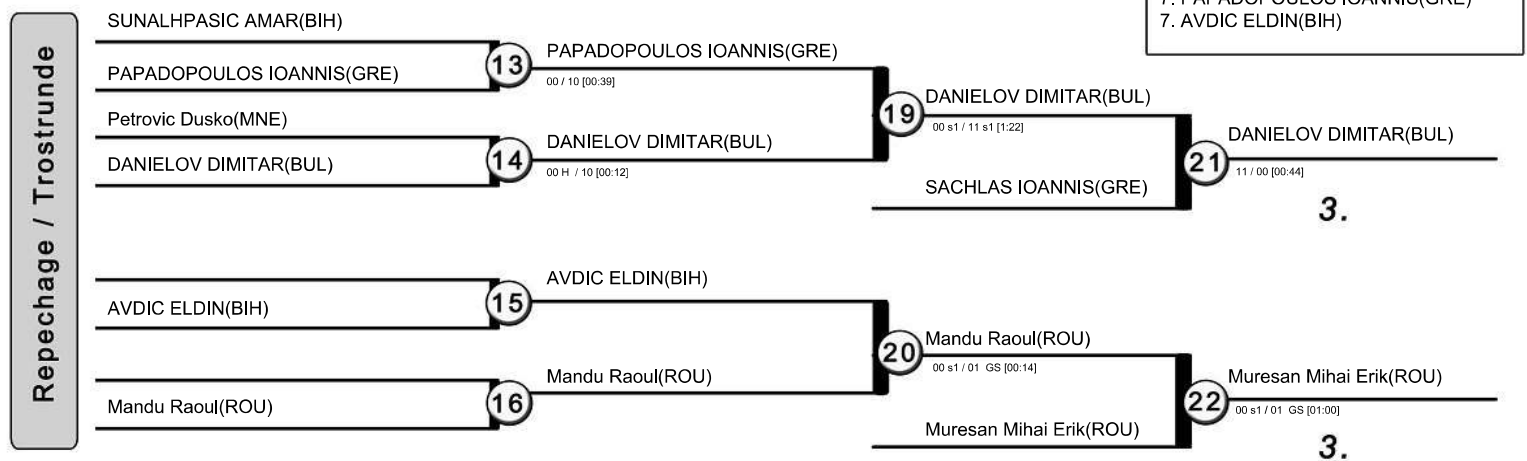 7. PAPADOPOULOS IOANNIS(GRE)
7. AVDIC ELDIN(BIH)
Repechage / Trostrunde
SUNALHPASIC AMAR(BIH)
PAPADOPOULOS IOANNIS(GRE)
13
PAPADOPOULOS IOANNIS(GRE)
00 / 10 [00:39]
Petrovic Dusko(MNE)
DANIELOV DIMITAR(BUL)
14
DANIELOV DIMITAR(BUL)
00 H / 10 [00:12]
19
DANIELOV DIMITAR(BUL)
00 s1 / 11 s1 [1:22]
SACHLAS IOANNIS(GRE)
21
DANIELOV DIMITAR(BUL)
11 / 00 [00:44]
3.
AVDIC ELDIN(BIH)
15
AVDIC ELDIN(BIH)
Mandu Raoul(ROU)
16
Mandu Raoul(ROU)
20
Mandu Raoul(ROU)
00 s1 / 01 GS [00:14]
Muresan Mihai Erik(ROU)
22
Muresan Mihai Erik(ROU)
00 s1 / 01 GS [01:00]
3.